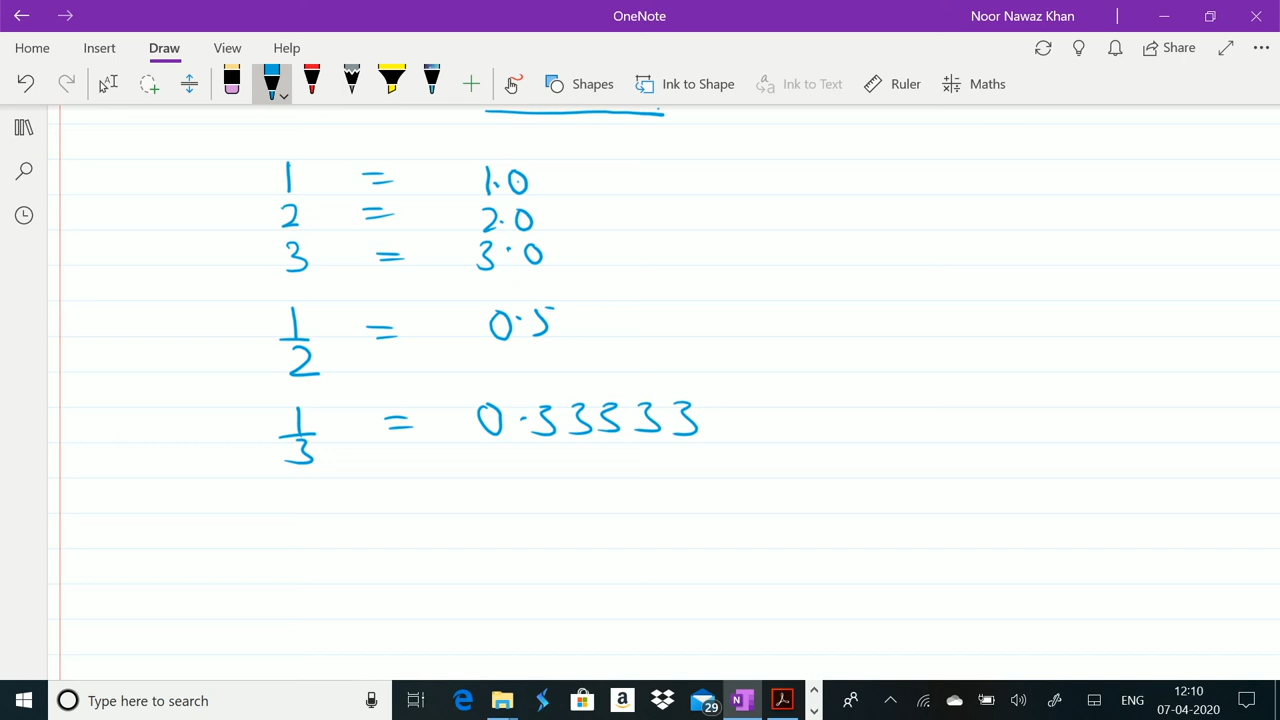 OneNote
Noor Nawaz Khan
Home Insert Draw View Help Share
Shapes Ink to Shape Ink to Text Ruler Maths
1 = 1.0
2 = 2.0
3 = 3.0
1/2 = 0.5
1/3 = 0.33333
Type here to search
29
ENG
12:10
07-04-2020